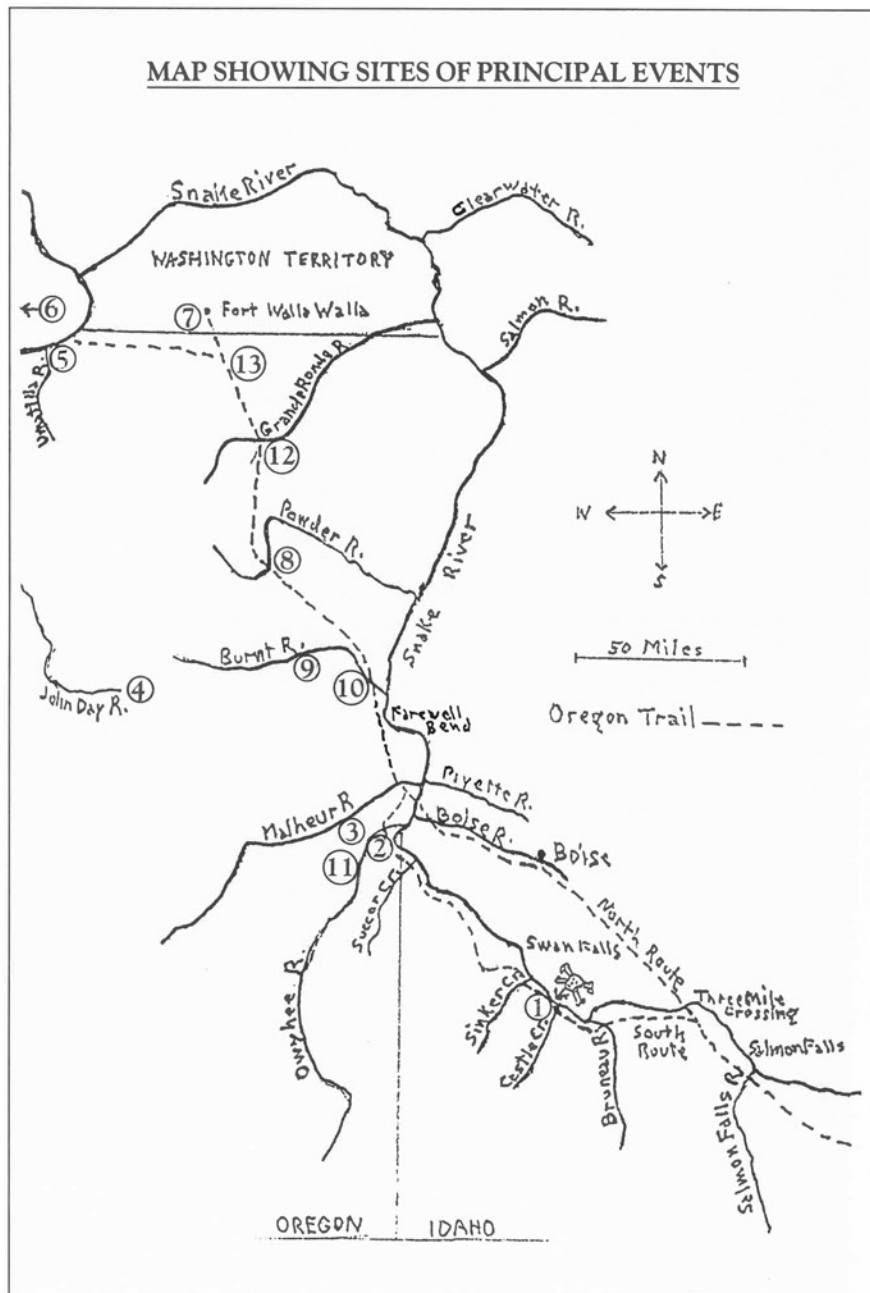 MAP SHOWING SITES OF PRINCIPAL EVENTS
Snake River
Clearwater R.
WASHINGTON TERRITORY
6
7
Fort Walla Walla
Salmon R.
5
13
Umatilla R.
Grande Ronde R.
12
N
W
E
S
Powder R.
8
Snake River
50 Miles
Burnt R.
9
10
John Day R.
4
Farewell
Bend
Oregon Trail
Piyette R.
Malheur R
3
2
Boise R.
Boise
11
Succor Cr.
North Route
Swan Falls
Owyhee R.
Sinker Cr.
1
Castle Cr.
Three Mile
Crossing
South
Route
Salmon Falls
Bruneau R.
Salmon Falls R.
OREGON
IDAHO